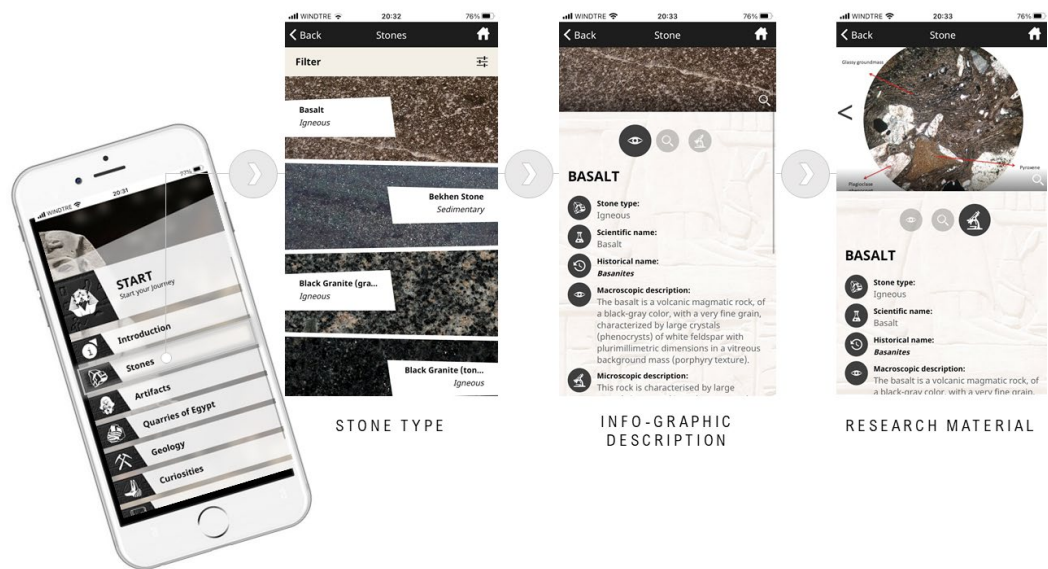 WINDTRE
20:31
77%
START
Start your Journey
Introduction
Stones
Artifacts
Quarries of Egypt
Geology
Curiosities
WINDTRE
20:32
76%
Back
Stones
Filter
Basalt
Igneous
Bekhen Stone
Sedimentary
Black Granite (gra...
Igneous
Black Granite (ton...
Igneous
STONE TYPE
WINDTRE
20:33
76%
Back
Stone
BASALT
Stone type:
Igneous
Scientific name:
Basalt
Historical name:
Basanites
Macroscopic description:
The basalt is a volcanic magmatic rock, of
a black-gray color, with a very fine grain,
characterized by large crystals
(phenocrysts) of white feldspar with
plurimillimetric dimensions in a vitreous
background mass (porphyry texture).
Microscopic description:
This rock is characterised by large
INFO-GRAPHIC
DESCRIPTION
WINDTRE
20:33
76%
Back
Stone
Glassy groundmass
Pyroxene
Plagioclase
BASALT
Stone type:
Igneous
Scientific name:
Basalt
Historical name:
Basanites
Macroscopic description:
The basalt is a volcanic magmatic rock, of
a black-gray color, with a very fine grain,
RESEARCH MATERIAL